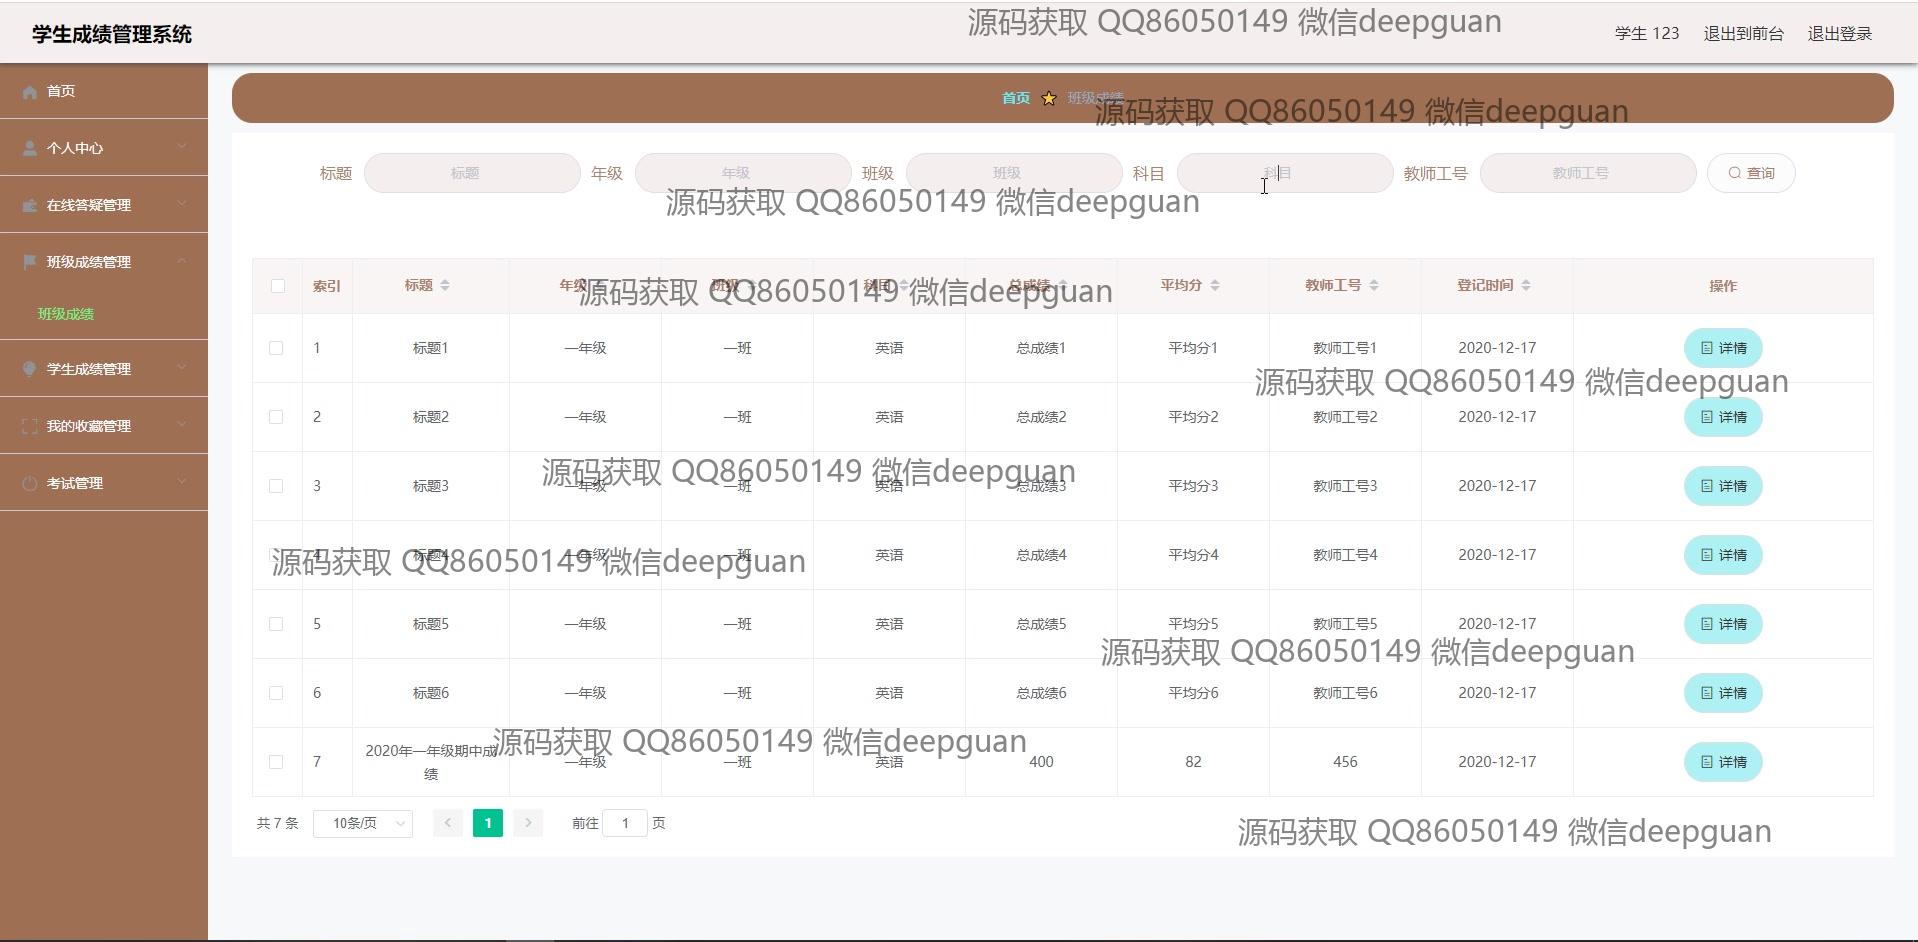 源码获取 QQ86050149 微信deepguan
学生成绩管理系统
学生 123 退出到前台 退出登录
首页
个人中心
在线答疑管理
班级成绩管理
班级成绩
学生成绩管理
我的收藏管理
考试管理
首页 班级成绩
源码获取 QQ86050149 微信deepguan
标题 标题 年级 年级 班级 班级 科目 科目 教师工号 教师工号 查询
源码获取 QQ86050149 微信deepguan
索引 标题 年级 班级 科目 总成绩 平均分 教师工号 登记时间 操作
源码获取 QQ86050149 微信deepguan
1 标题1 一年级 一班 英语 总成绩1 平均分1 教师工号1 2020-12-17 详情
源码获取 QQ86050149 微信deepguan
2 标题2 一年级 一班 英语 总成绩2 平均分2 教师工号2 2020-12-17 详情
源码获取 QQ86050149 微信deepguan
3 标题3 一年级 一班 英语 总成绩3 平均分3 教师工号3 2020-12-17 详情
4 标题4 一年级 一班 英语 总成绩4 平均分4 教师工号4 2020-12-17 详情
源码获取 QQ86050149 微信deepguan
5 标题5 一年级 一班 英语 总成绩5 平均分5 教师工号5 2020-12-17 详情
源码获取 QQ86050149 微信deepguan
6 标题6 一年级 一班 英语 总成绩6 平均分6 教师工号6 2020-12-17 详情
源码获取 QQ86050149 微信deepguan
7 2020年一年级期中成绩 一年级 一班 英语 400 82 456 2020-12-17 详情
共 7 条 10条/页 1 前往 1 页
源码获取 QQ86050149 微信deepguan